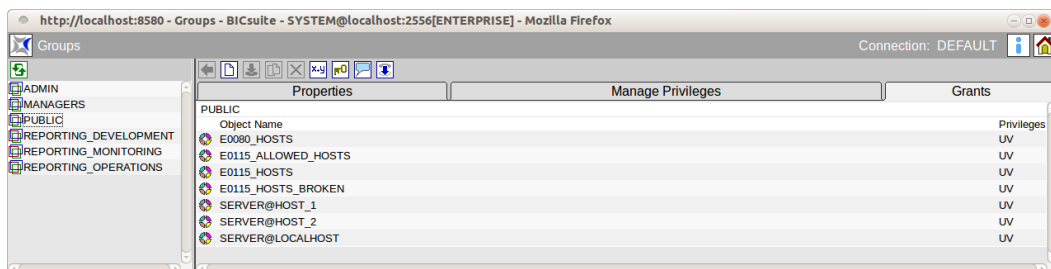 http://localhost:8580 - Groups - BICsuite - SYSTEM@localhost:2556[ENTERPRISE] - Mozilla Firefox
Groups Connection: DEFAULT
ADMIN
MANAGERS
PUBLIC
REPORTING_DEVELOPMENT
REPORTING_MONITORING
REPORTING_OPERATIONS
x.y
Properties Manage Privileges Grants
PUBLIC
Object Name Privileges
E0080_HOSTS UV
E0115_ALLOWED_HOSTS UV
E0115_HOSTS UV
E0115_HOSTS_BROKEN UV
SERVER@HOST_1 UV
SERVER@HOST_2 UV
SERVER@LOCALHOST UV